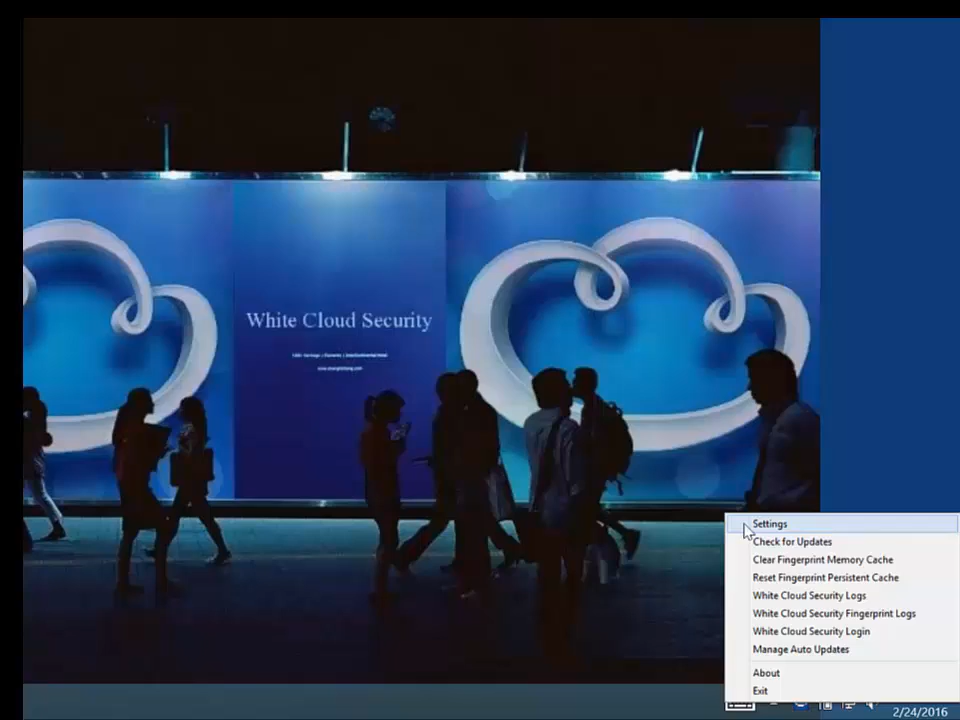 White Cloud Security
Settings
Check for Updates
Clear Fingerprint Memory Cache
Reset Fingerprint Persistent Cache
White Cloud Security Logs
White Cloud Security Fingerprint Logs
White Cloud Security Login
Manage Auto Updates
About
Exit
2/24/2016